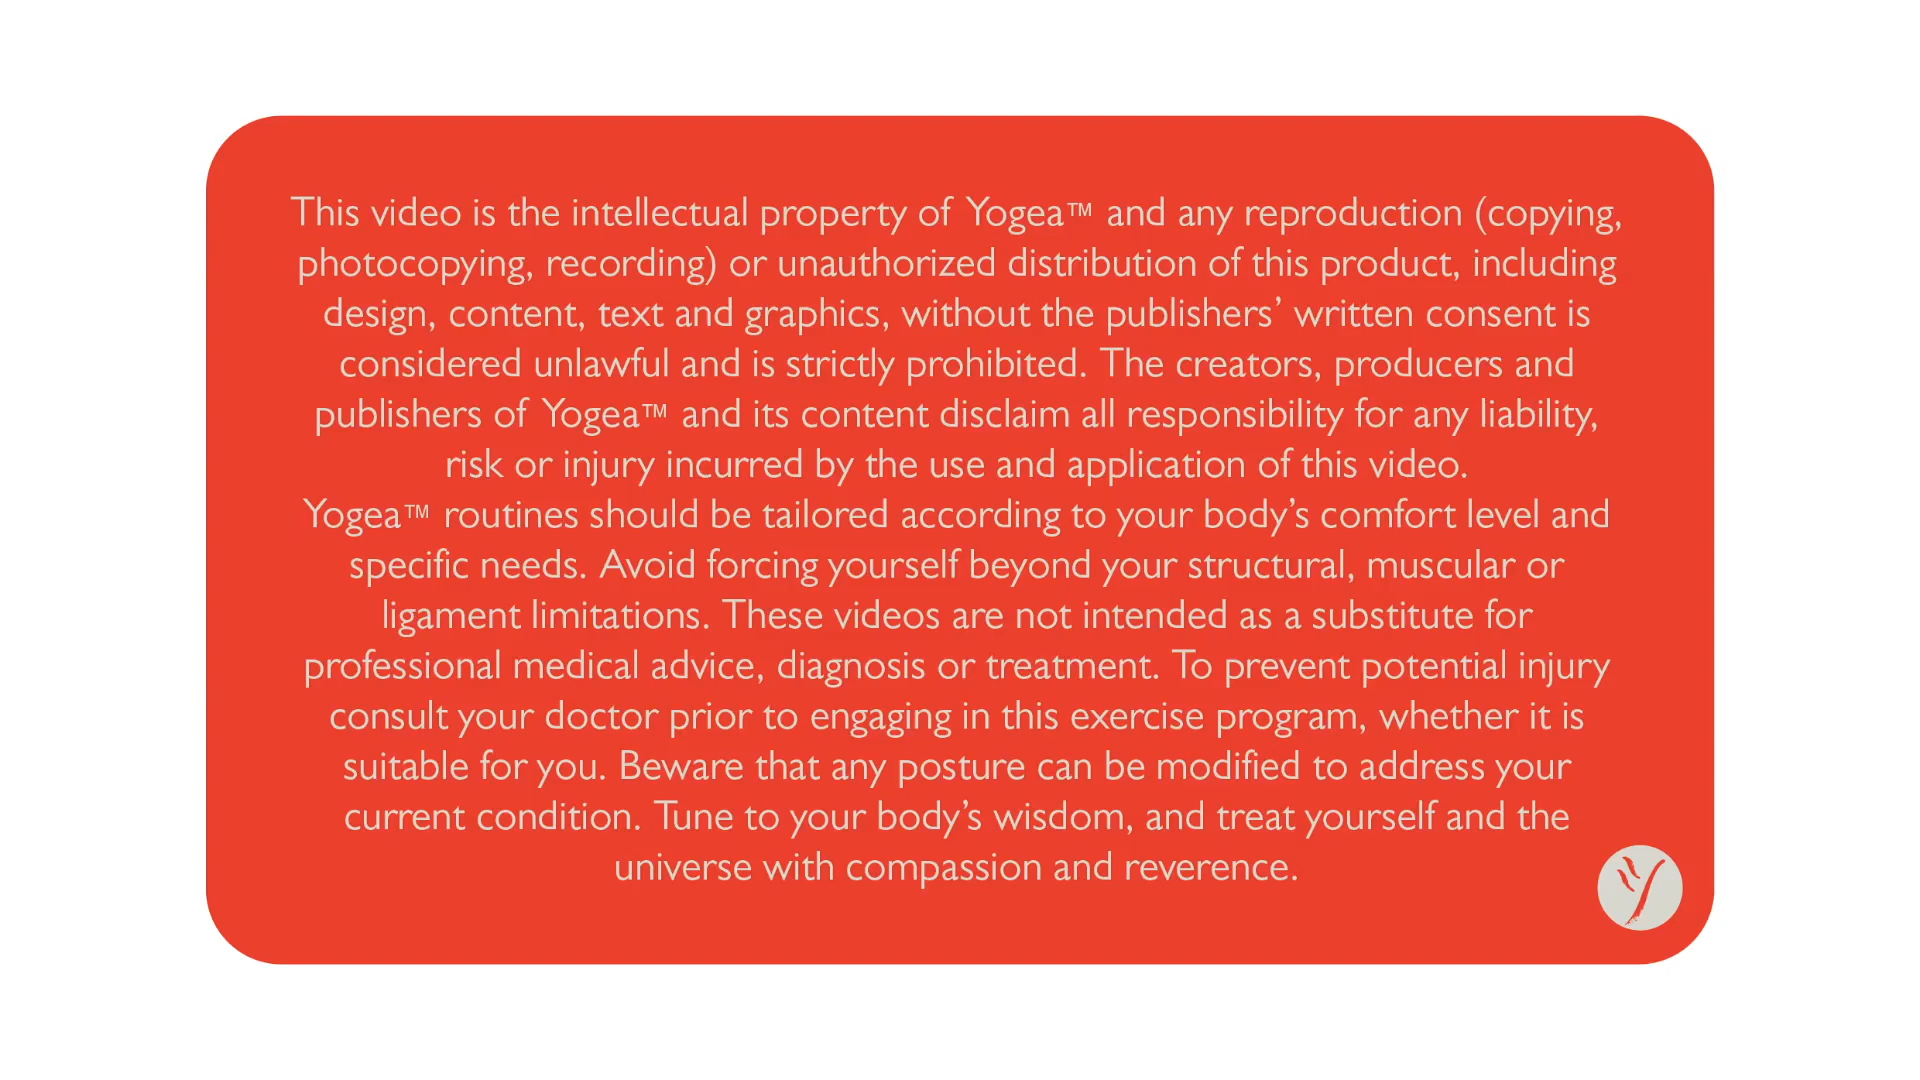 This video is the intellectual property of Yogea™ and any reproduction (copying,
photocopying, recording) or unauthorized distribution of this product, including
design, content, text and graphics, without the publishers’ written consent is
considered unlawful and is strictly prohibited. The creators, producers and
publishers of Yogea™ and its content disclaim all responsibility for any liability,
risk or injury incurred by the use and application of this video.
Yogea™ routines should be tailored according to your body’s comfort level and
specific needs. Avoid forcing yourself beyond your structural, muscular or
ligament limitations. These videos are not intended as a substitute for
professional medical advice, diagnosis or treatment. To prevent potential injury
consult your doctor prior to engaging in this exercise program, whether it is
suitable for you. Beware that any posture can be modified to address your
current condition. Tune to your body’s wisdom, and treat yourself and the
universe with compassion and reverence.